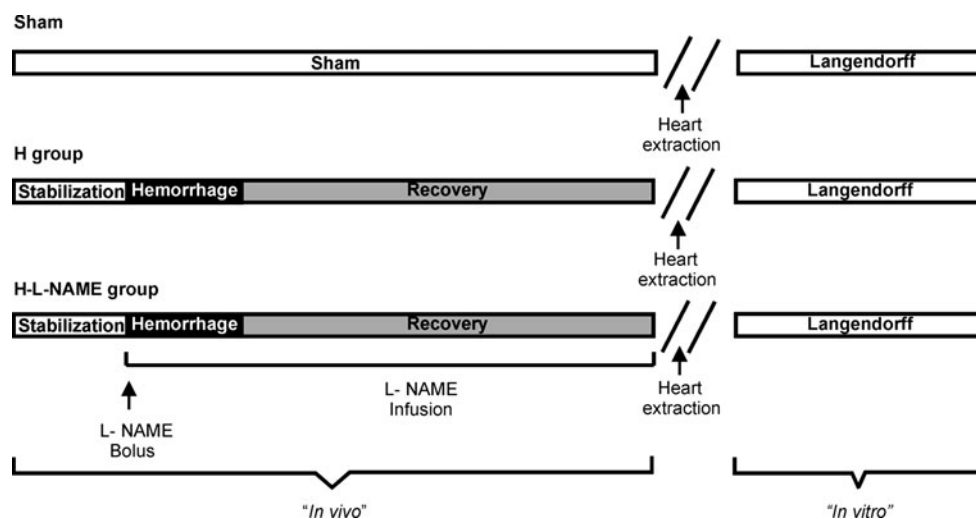 Sham
Sham
Langendorff
Heart
extraction
H group
Stabilization Hemorrhage Recovery
Langendorff
Heart
extraction
H-L-NAME group
Stabilization Hemorrhage Recovery
Langendorff
L- NAME
Infusion
Heart
extraction
L- NAME
Bolus
“In vivo”
“In vitro”